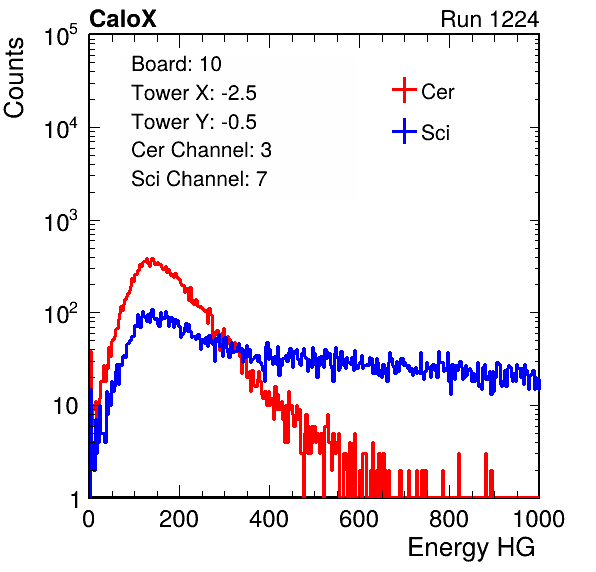 CaloX Run 1224
Counts
10^5
10^4
10^3
10^2
10
1
Board: 10
Tower X: -2.5
Tower Y: -0.5
Cer Channel: 3
Sci Channel: 7
Cer
Sci
0 200 400 600 800 1000
Energy HG